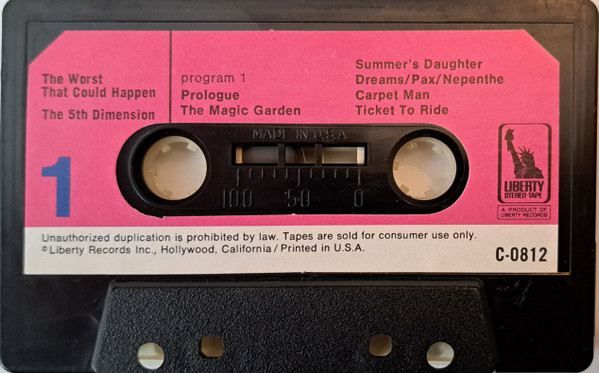 The Worst
That Could Happen
The 5th Dimension
1
program 1
Prologue
The Magic Garden
Summer's Daughter
Dreams/Pax/Nepenthe
Carpet Man
Ticket To Ride
MADE IN U.S.A.
100 50 0
LIBERTY
STEREO TAPE
A PRODUCT OF
LIBERTY RECORDS
Unauthorized duplication is prohibited by law. Tapes are sold for consumer use only.
©Liberty Records Inc., Hollywood, California/Printed in U.S.A.
C-0812